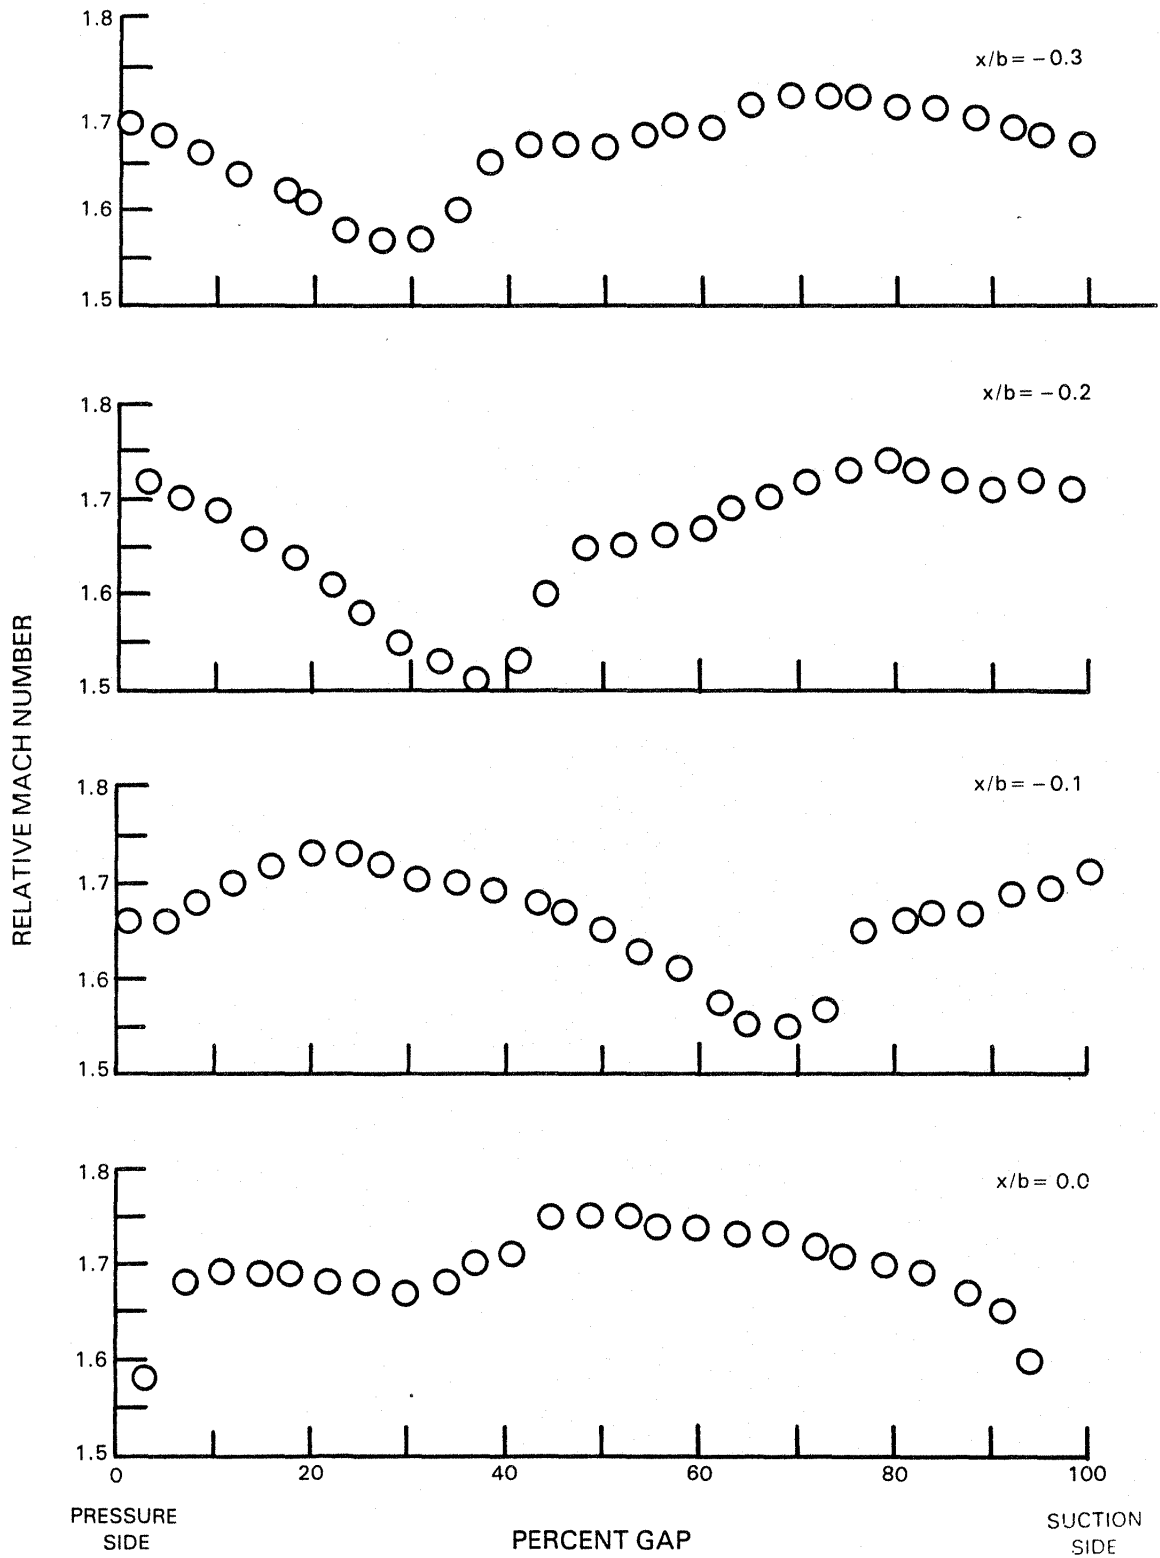 1.8
x/b= −0.3
1.7
1.6
1.5
1.8
x/b= −0.2
1.7
1.6
1.5
RELATIVE MACH NUMBER
1.8
x/b= −0.1
1.7
1.6
1.5
1.8
x/b= 0.0
1.7
1.6
1.5
0 20 40 60 80 100
PRESSURE
SIDE
PERCENT GAP
SUCTION
SIDE